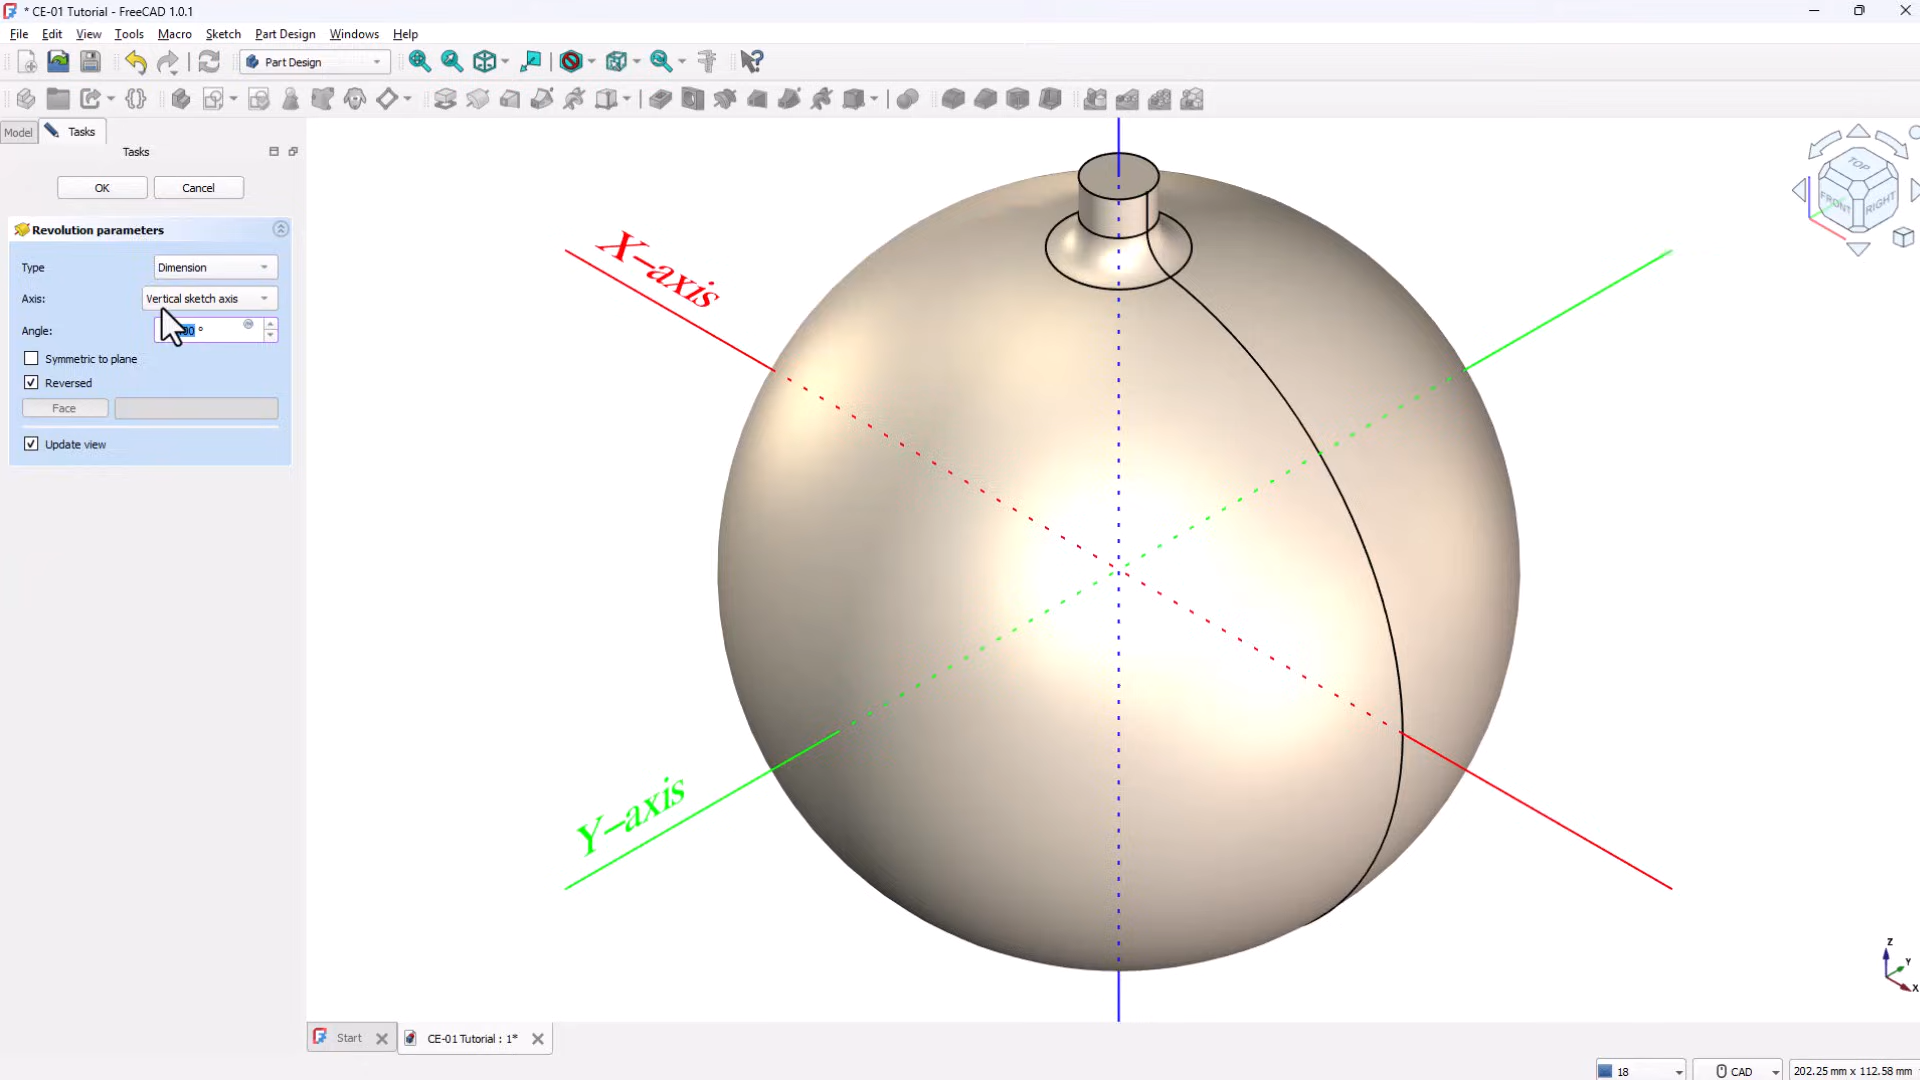 * CE-01 Tutorial - FreeCAD 1.0.1
File Edit View Tools Macro Sketch Part Design Windows Help
Part Design
Model Tasks
Tasks
OK Cancel
Revolution parameters
Type Dimension
Axis: Vertical sketch axis
Angle: °
Symmetric to plane
Reversed
Face
Update view
X-axis
Y-axis
TOP
FRONT RIGHT
Z
Y
X
Start CE-01 Tutorial : 1*
18 CAD 202.25 mm x 112.58 mm